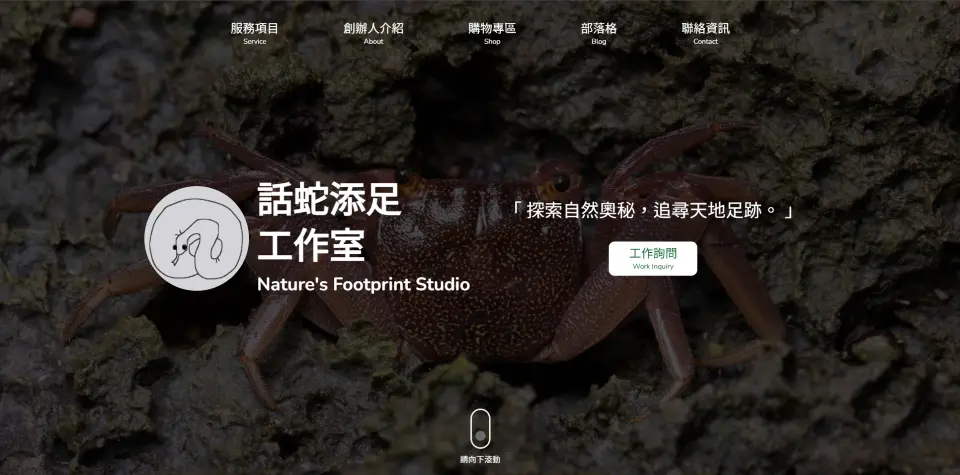 服務項目
Service
創辦人介紹
About
購物專區
Shop
部落格
Blog
聯絡資訊
Contact
話蛇添足
工作室
Nature's Footprint Studio
「 探索自然奧秘，追尋天地足跡。 」
工作詢問
Work Inquiry
請向下滾動